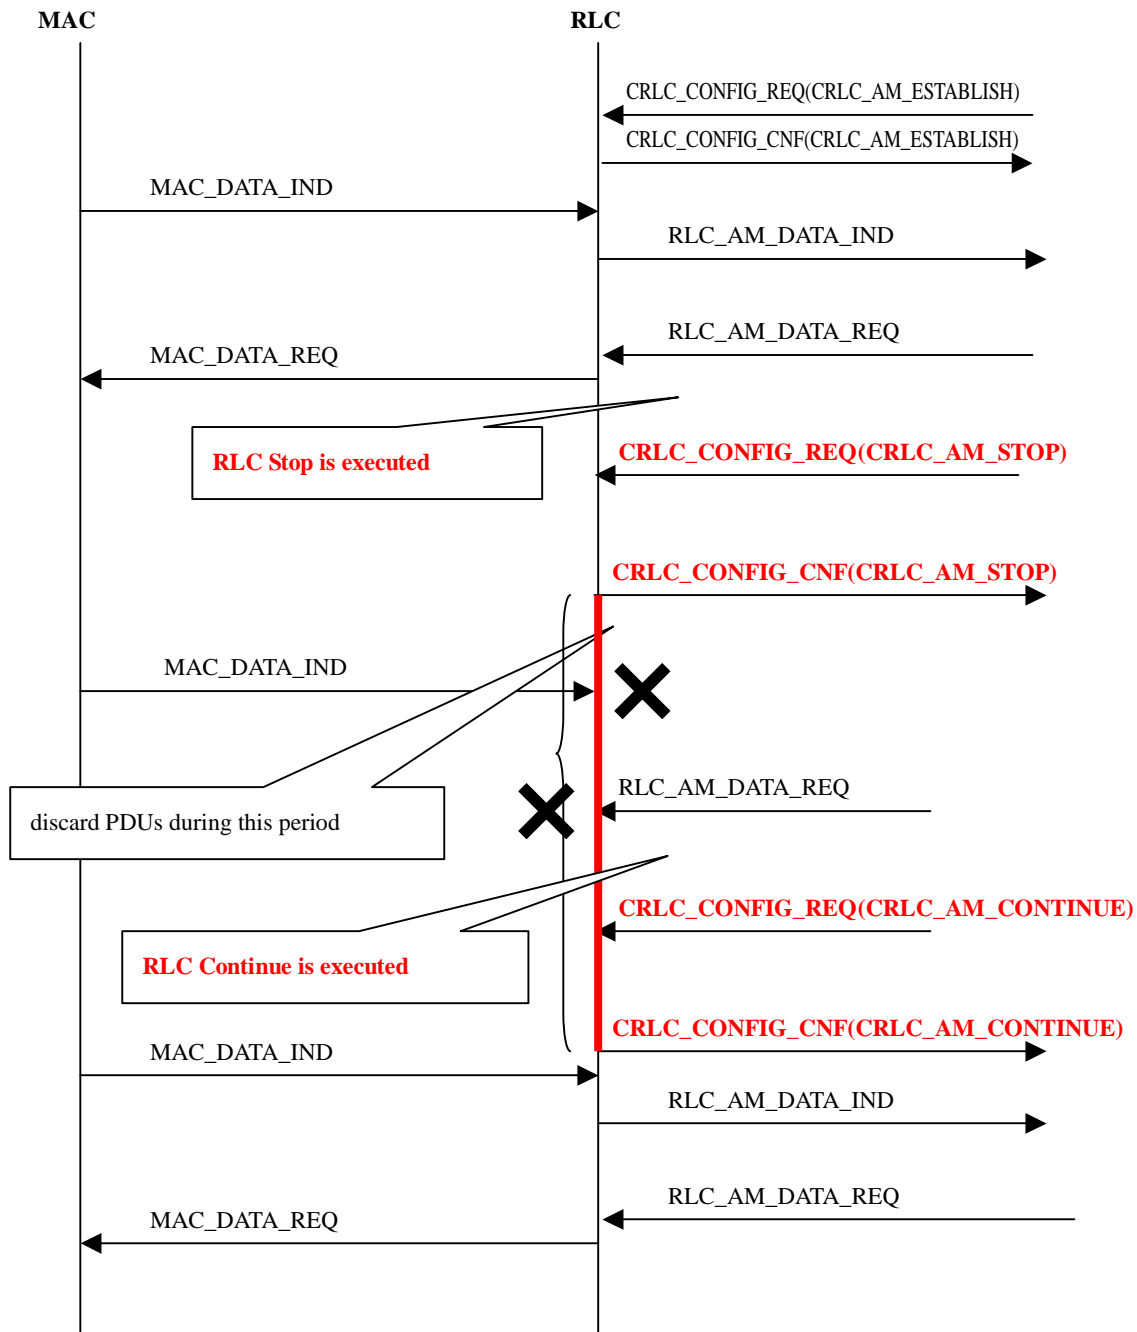 MAC
RLC
CRLC_CONFIG_REQ(CRLC_AM_ESTABLISH)
CRLC_CONFIG_CNF(CRLC_AM_ESTABLISH)
MAC_DATA_IND
RLC_AM_DATA_IND
RLC_AM_DATA_REQ
MAC_DATA_REQ
RLC Stop is executed
CRLC_CONFIG_REQ(CRLC_AM_STOP)
CRLC_CONFIG_CNF(CRLC_AM_STOP)
MAC_DATA_IND
RLC_AM_DATA_REQ
discard PDUs during this period
CRLC_CONFIG_REQ(CRLC_AM_CONTINUE)
RLC Continue is executed
CRLC_CONFIG_CNF(CRLC_AM_CONTINUE)
MAC_DATA_IND
RLC_AM_DATA_IND
RLC_AM_DATA_REQ
MAC_DATA_REQ